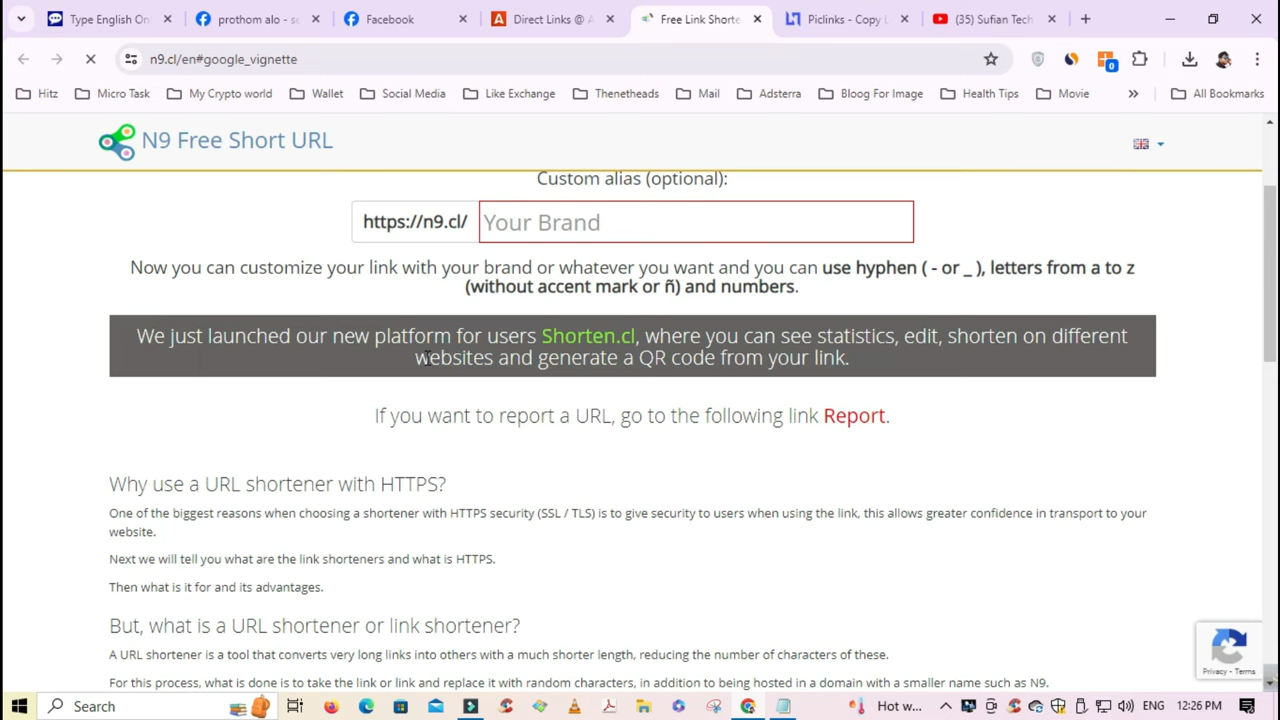 Type English On
prothom alo - se
Facebook
Direct Links @ A
Free Link Shorte
Piclinks - Copy L
(35) Sufian Tech
n9.cl/en#google_vignette
0
Hitz
Micro Task
My Crypto world
Wallet
Social Media
Like Exchange
Thenetheads
Mail
Adsterra
Bloog For Image
Health Tips
Movie
All Bookmarks
N9 Free Short URL
Custom alias (optional):
https://n9.cl/ Your Brand
Now you can customize your link with your brand or whatever you want and you can use hyphen ( - or _ ), letters from a to z
(without accent mark or ñ) and numbers.
We just launched our new platform for users Shorten.cl, where you can see statistics, edit, shorten on different
websites and generate a QR code from your link.
If you want to report a URL, go to the following link Report.
Why use a URL shortener with HTTPS?
One of the biggest reasons when choosing a shortener with HTTPS security (SSL / TLS) is to give security to users when using the link, this allows greater confidence in transport to your
website.
Next we will tell you what are the link shorteners and what is HTTPS.
Then what is it for and its advantages.
But, what is a URL shortener or link shortener?
A URL shortener is a tool that converts very long links into others with a much shorter length, reducing the number of characters of these.
For this process, what is done is to take the link or link and replace it with random characters, in addition to being hosted in a domain with a smaller name such as N9.
Privacy - Terms
Search
Hot w...
12:26 PM